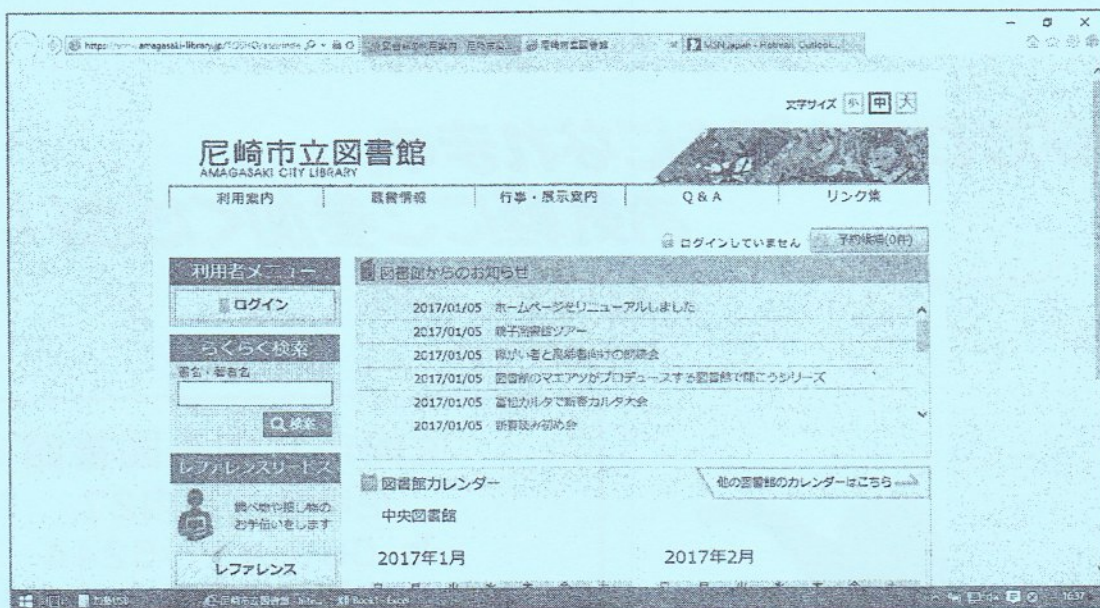 amagasaki-library.jp
尼崎市立図書館
文字サイズ 小 中 大
尼崎市立図書館
AMAGASAKI CITY LIBRARY
利用案内 蔵書情報 行事・展示案内 Q & A リンク集
ログインしていません 予約候補(0件)
利用者メニュー
ログイン
らくらく検索
書名・著者名
検索
レファレンスサービス
調べ物や探し物の
お手伝いをします
レファレンス
図書館からのお知らせ
2017/01/05 ホームページをリニューアルしました
2017/01/05 親子図書館ツアー
2017/01/05 障がい者と高齢者向けの朗読会
2017/01/05 図書館のマエアツがプロデュースする図書館で聞こうシリーズ
2017/01/05 富松カルタで新春カルタ大会
2017/01/05 新春読み初め会
図書館カレンダー 他の図書館のカレンダーはこちら
中央図書館
2017年1月 2017年2月
16:37